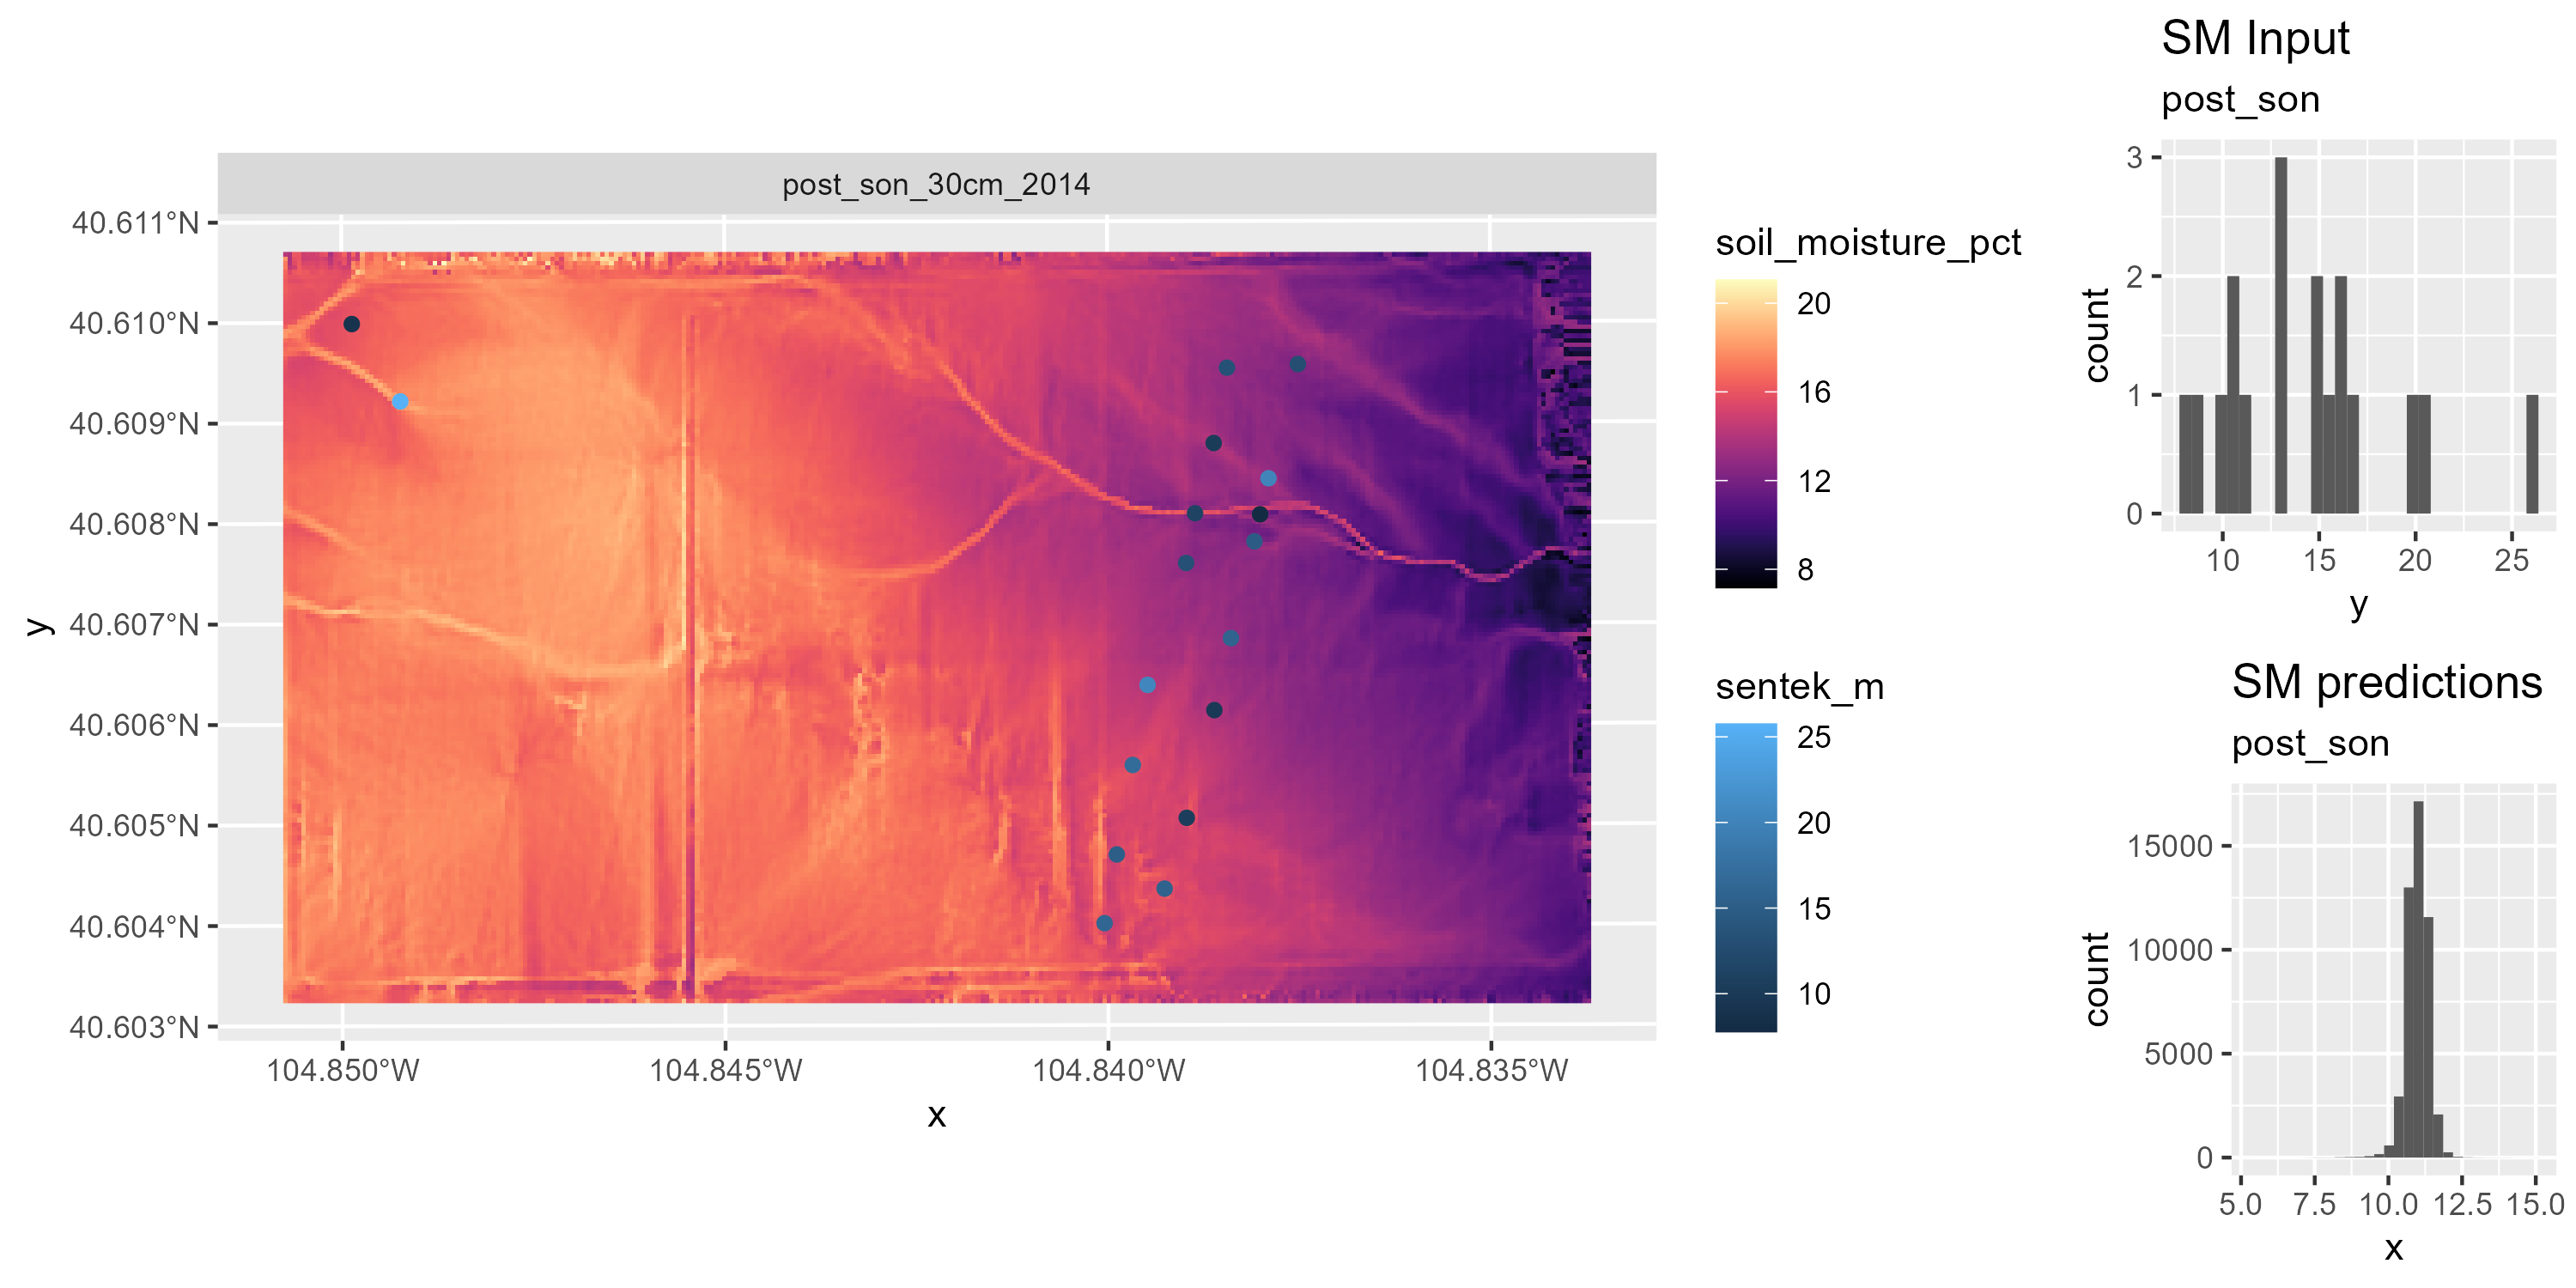 post_son_30cm_2014
40.611°N
40.610°N
40.609°N
40.608°N
40.607°N
40.606°N
40.605°N
40.604°N
40.603°N
y
104.850°W 104.845°W 104.840°W 104.835°W
x
soil_moisture_pct
20
16
12
8
sentek_m
25
20
15
10
SM Input
post_son
3
2
1
0
count
10 15 20 25
y
SM predictions
post_son
15000
10000
5000
0
count
5.0 7.5 10.0 12.5 15.0
x